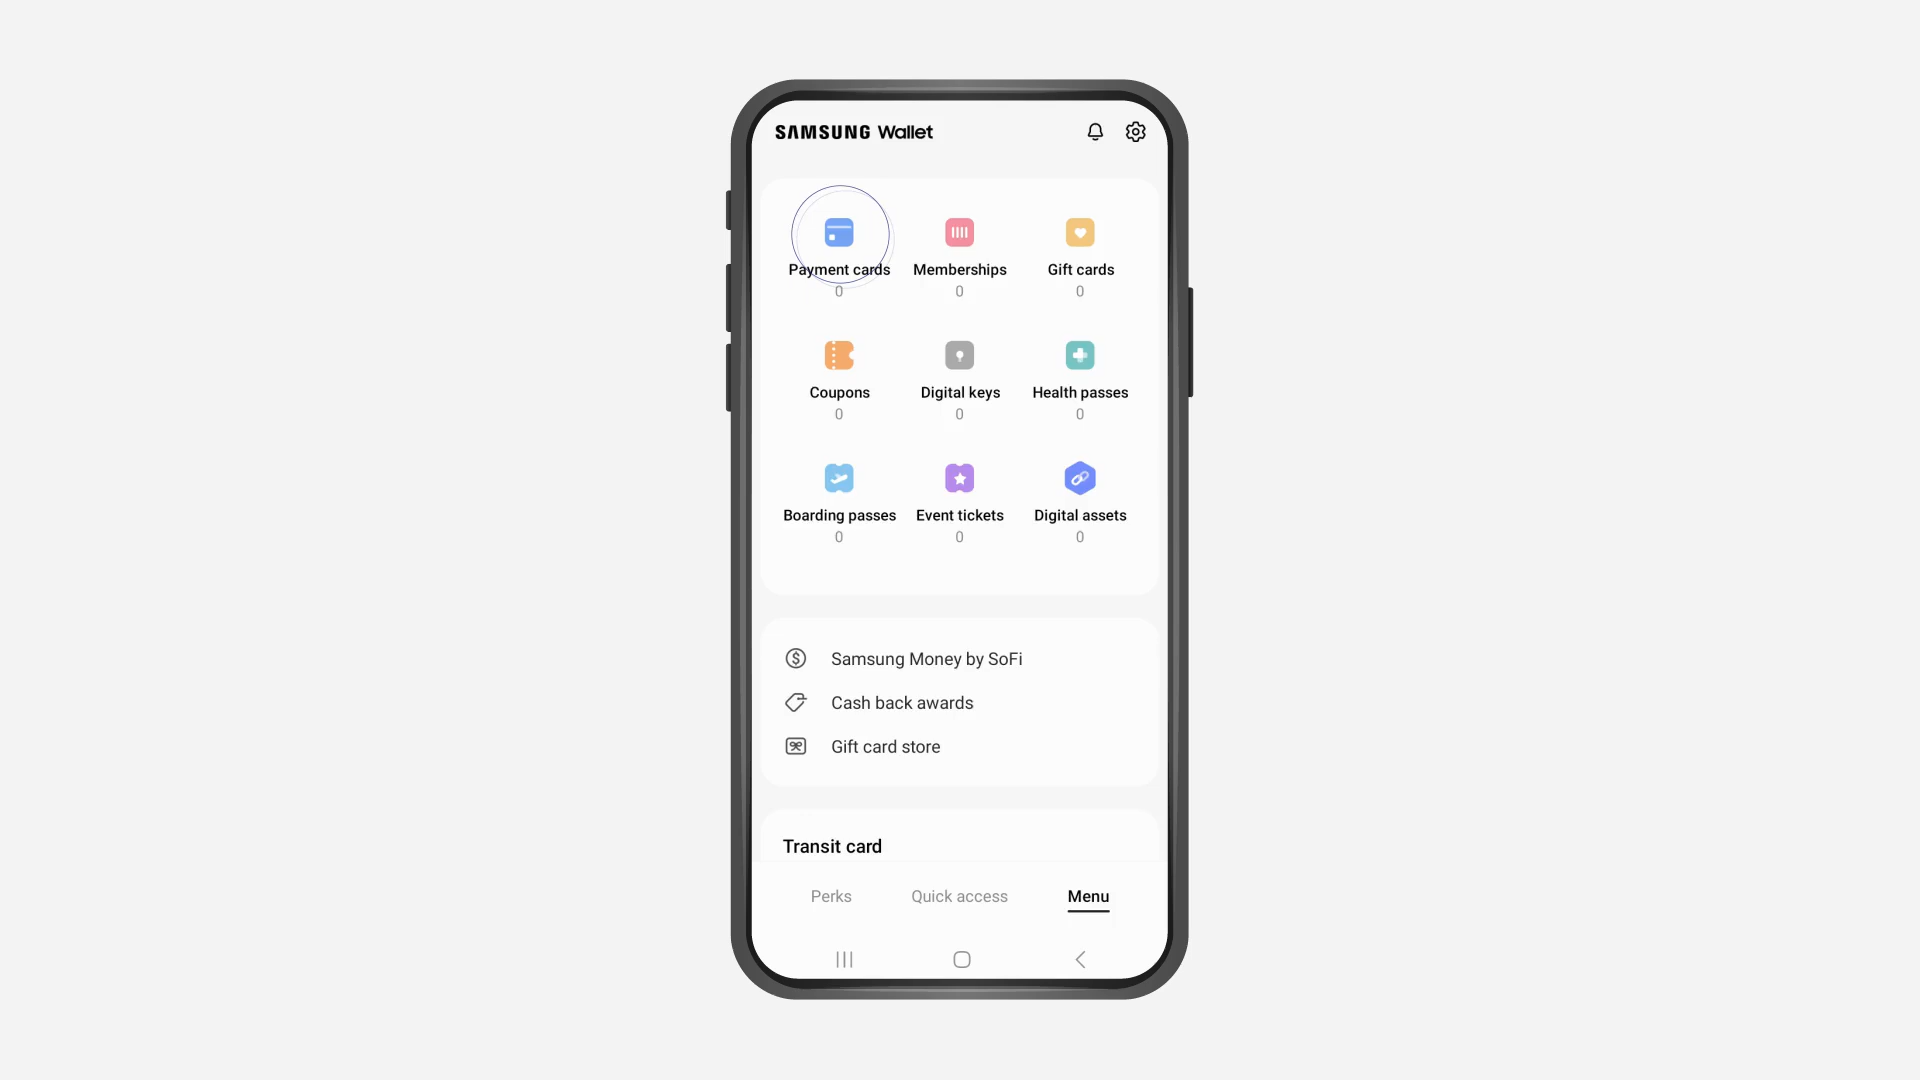 SAMSUNG Wallet
Payment cards Memberships Gift cards
0 0 0
Coupons Digital keys Health passes
0 0 0
Boarding passes Event tickets Digital assets
0 0 0
Samsung Money by SoFi
Cash back awards
Gift card store
Transit card
Perks Quick access Menu